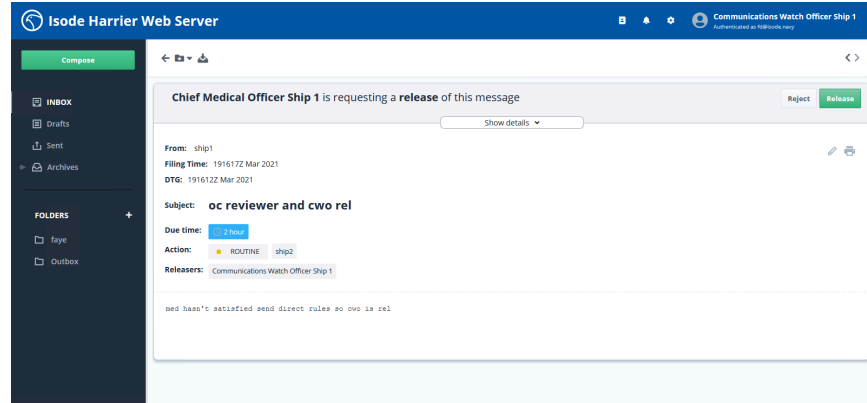 Isode Harrier Web Server
Communications Watch Officer Ship 1
Authenticated as fd@isode.navy
Compose
INBOX
Drafts
Sent
Archives
FOLDERS +
faye
Outbox
Chief Medical Officer Ship 1 is requesting a release of this message
Reject Release
Show details
From: ship1
Filing Time: 191617Z Mar 2021
DTG: 191612Z Mar 2021
Subject: oc reviewer and cwo rel
Due time: 2 hour
Action: ROUTINE ship2
Releasers: Communications Watch Officer Ship 1
med hasn't satisfied send direct rules so cwo is rel